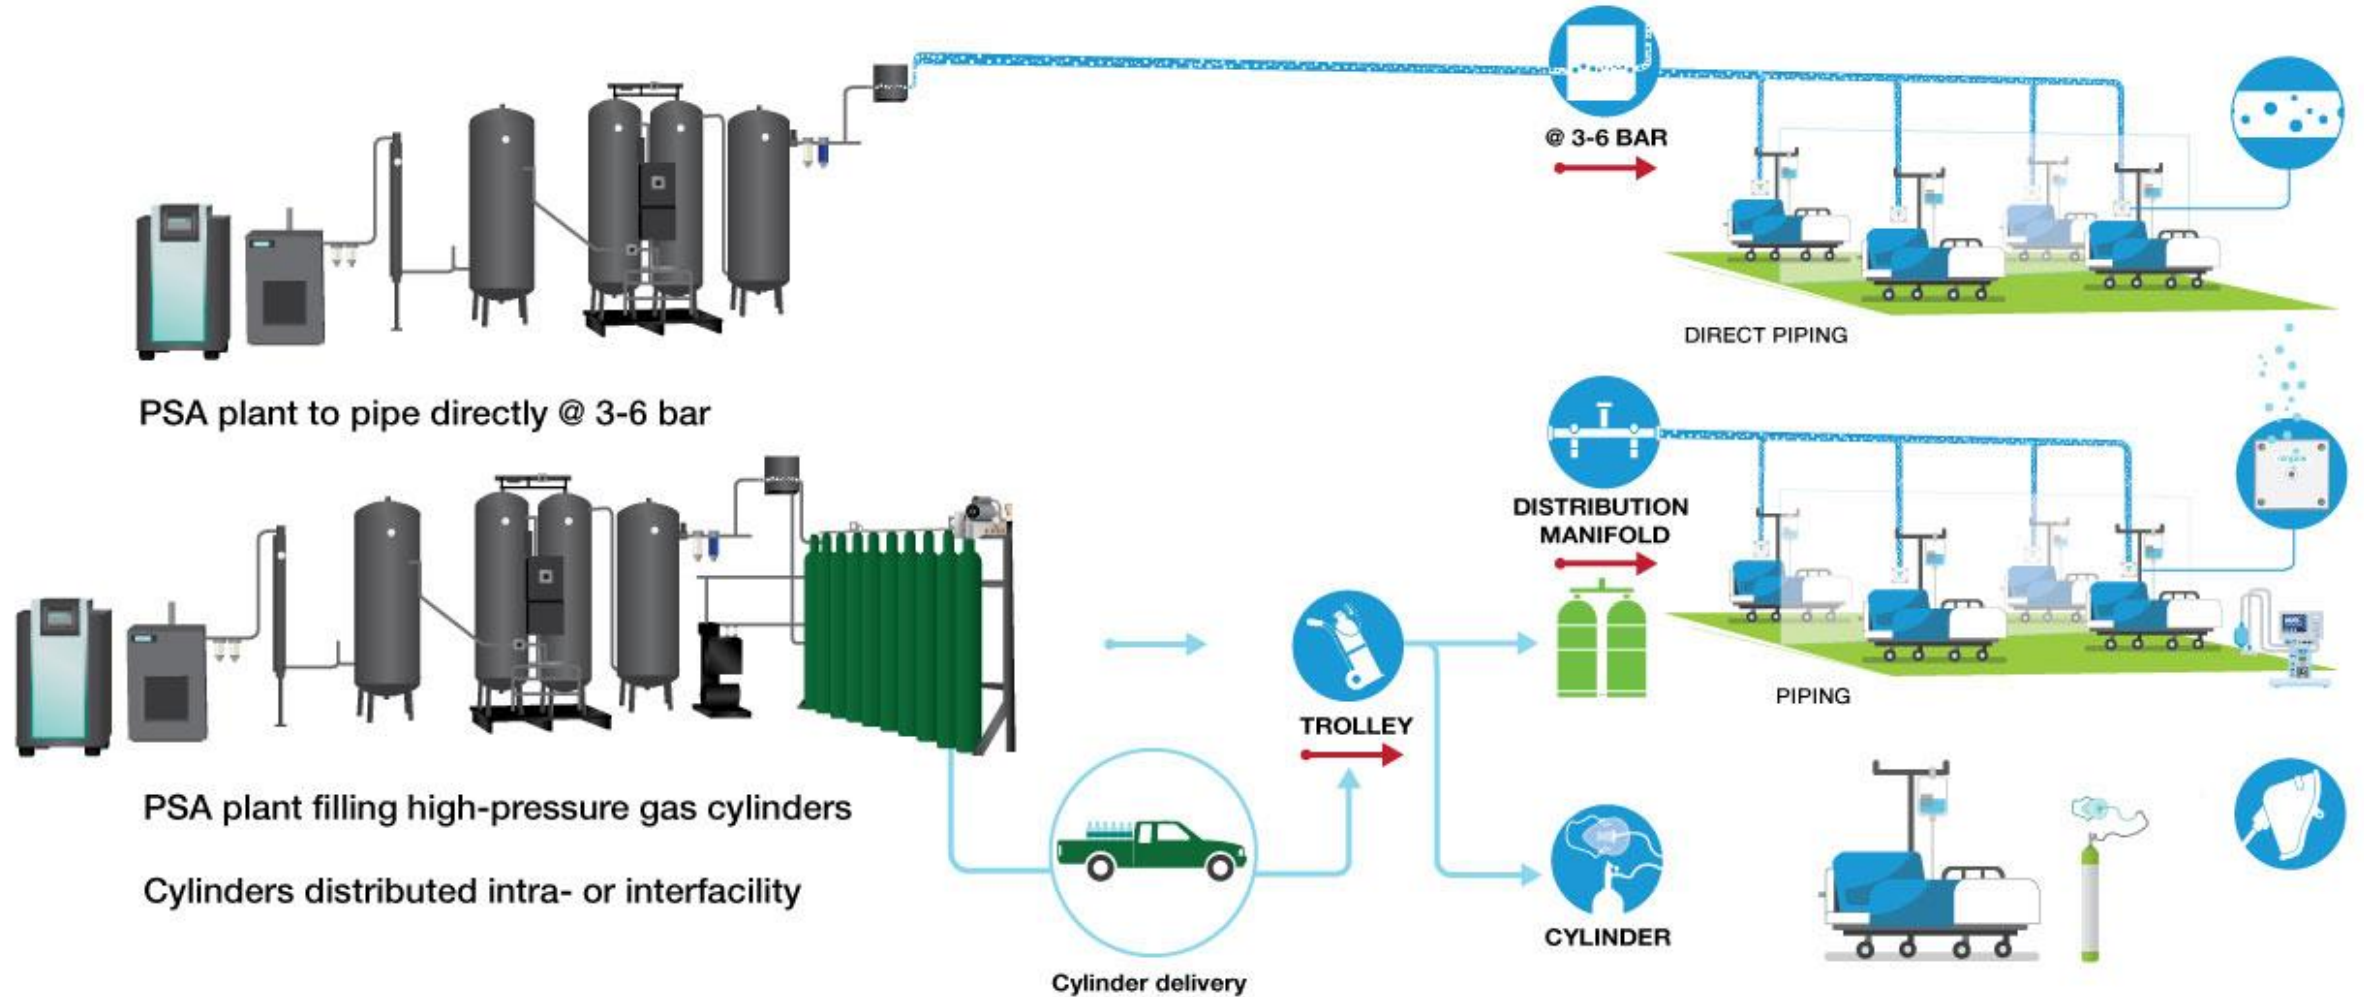 @ 3-6 BAR
DIRECT PIPING
PSA plant to pipe directly @ 3-6 bar
DISTRIBUTION
MANIFOLD
PIPING
TROLLEY
PSA plant filling high-pressure gas cylinders
Cylinders distributed intra- or interfacility
CYLINDER
Cylinder delivery